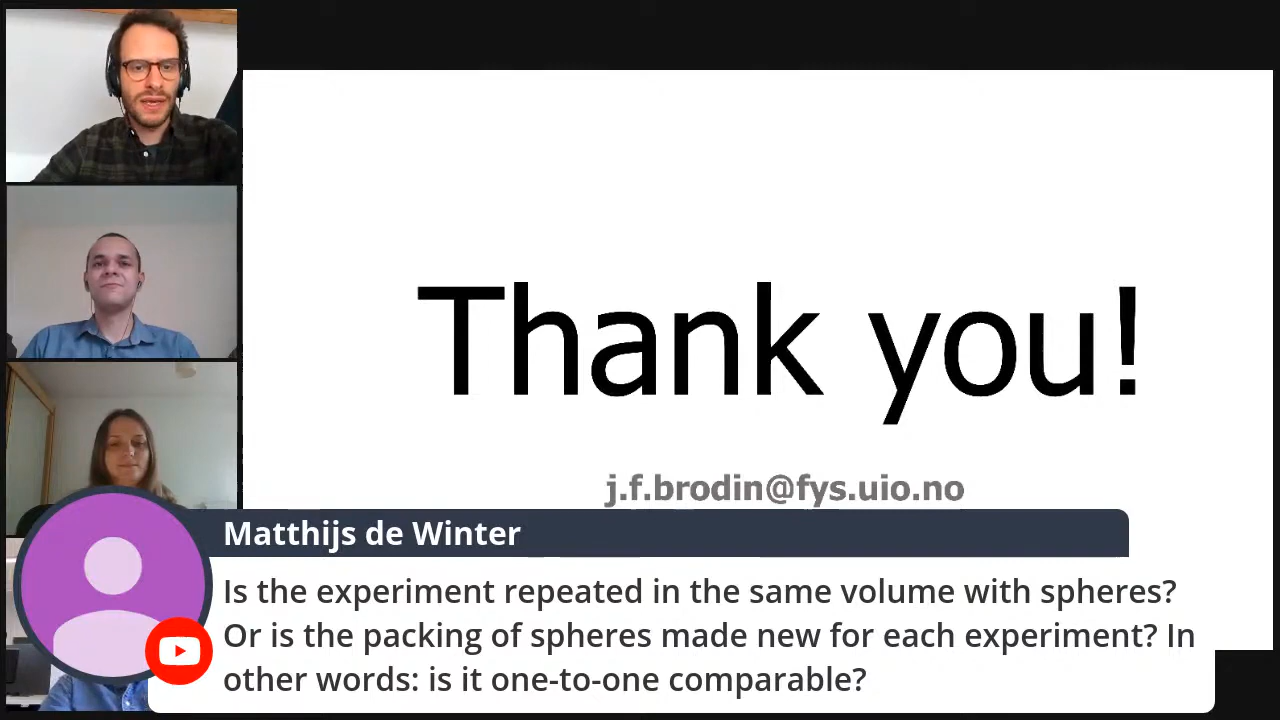 Thank you!
j.f.brodin@fys.uio.no
Matthijs de Winter
Is the experiment repeated in the same volume with spheres?
Or is the packing of spheres made new for each experiment? In
other words: is it one-to-one comparable?